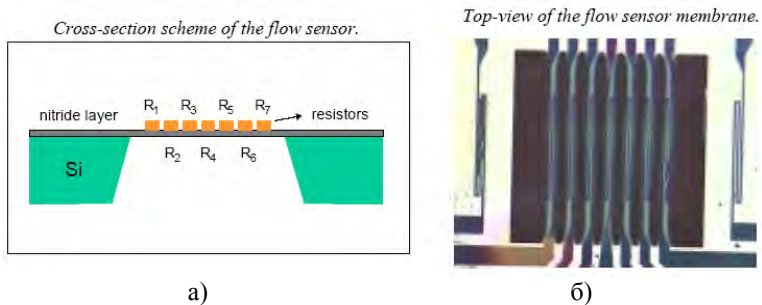 Cross-section scheme of the flow sensor.
Top-view of the flow sensor membrane.
R1 R3 R5 R7
nitride layer
resistors
R2 R4 R6
Si
а)
б)